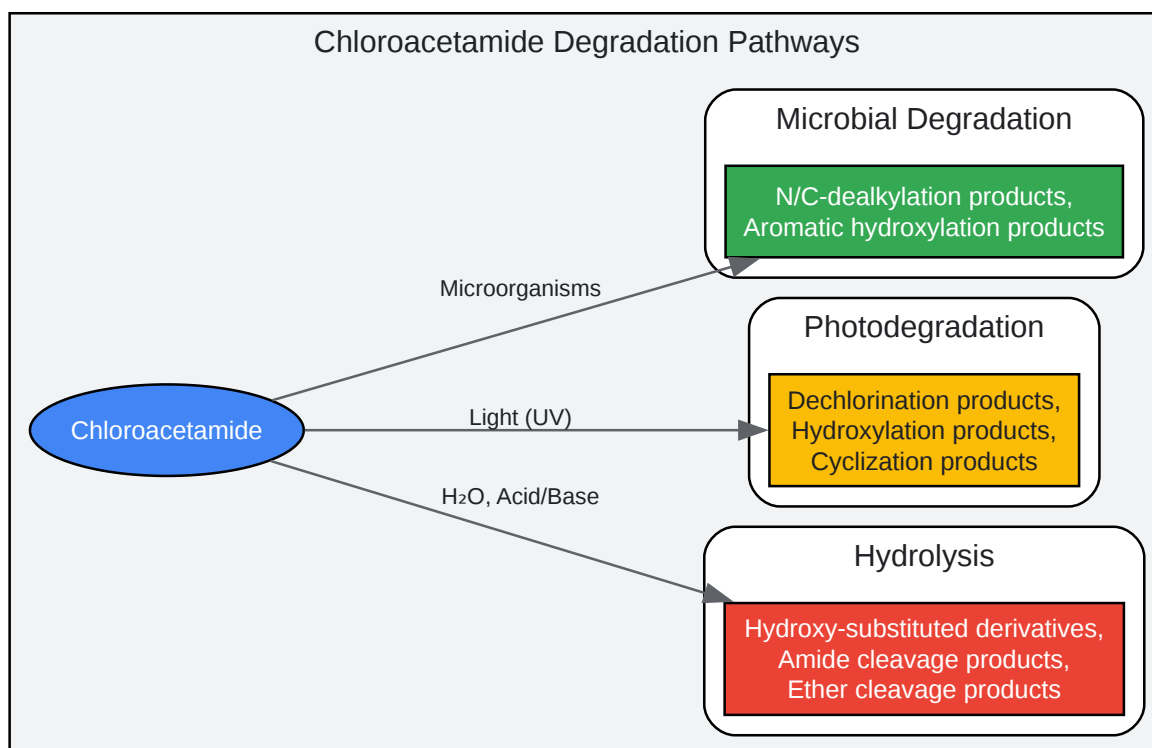 Chloroacetamide Degradation Pathways
Microbial Degradation
N/C-dealkylation products,
Aromatic hydroxylation products
Microorganisms
Photodegradation
Dechlorination products,
Hydroxylation products,
Cyclization products
Light (UV)
Chloroacetamide
H₂O, Acid/Base
Hydrolysis
Hydroxy-substituted derivatives,
Amide cleavage products,
Ether cleavage products